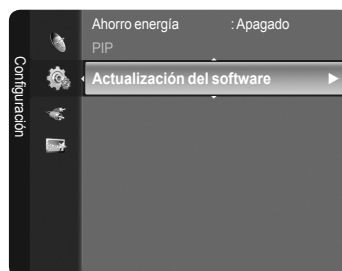 Ahorro energía : Apagado
PIP
Actualización del software
Configuración